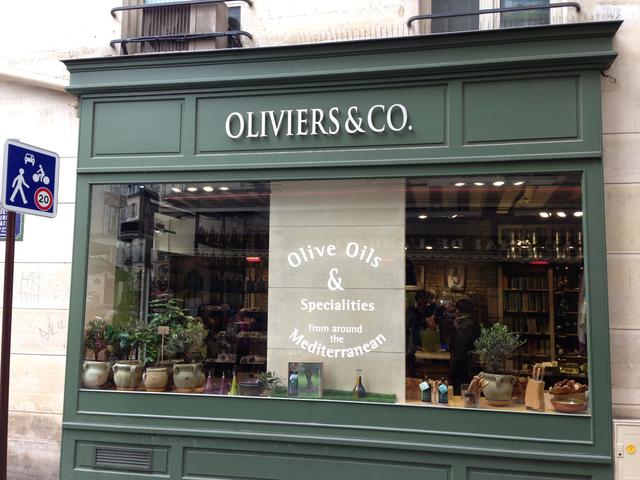 OLIVIERS & CO.
20
Olive Oils
&
Specialities
from around
the
Mediterranean